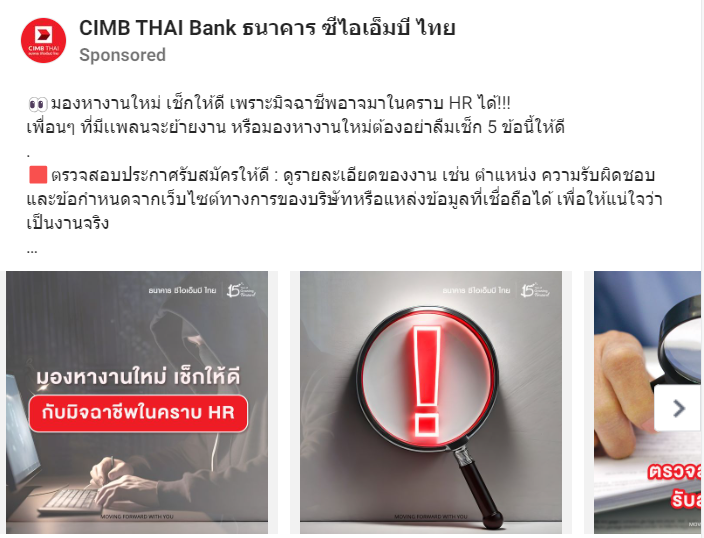 CIMB THAI Bank ธนาคาร ซีไอเอ็มบี ไทย
Sponsored
CIMB THAI
👀มองหางานใหม่ เช็กให้ดี เพราะมิจฉาชีพอาจมาในคราบ HR ได้!!!
เพื่อนๆ ที่มีแพลนจะย้ายงาน หรือมองหางานใหม่ต้องอย่าลืมเช็ก 5 ข้อนี้ให้ดี
.
🟥ตรวจสอบประกาศรับสมัครให้ดี : ดูรายละเอียดของงาน เช่น ตำแหน่ง ความรับผิดชอบ
และข้อกำหนดจากเว็บไซต์ทางการของบริษัทหรือแหล่งข้อมูลที่เชื่อถือได้ เพื่อให้แน่ใจว่า
เป็นงานจริง
...
ธนาคาร ซีไอเอ็มบี ไทย
15
มองหางานใหม่ เช็กให้ดี
กับมิจฉาชีพในคราบ HR
MOVING FORWARD WITH YOU
ธนาคาร ซีไอเอ็มบี ไทย
15
!
MOVING FORWARD WITH YOU